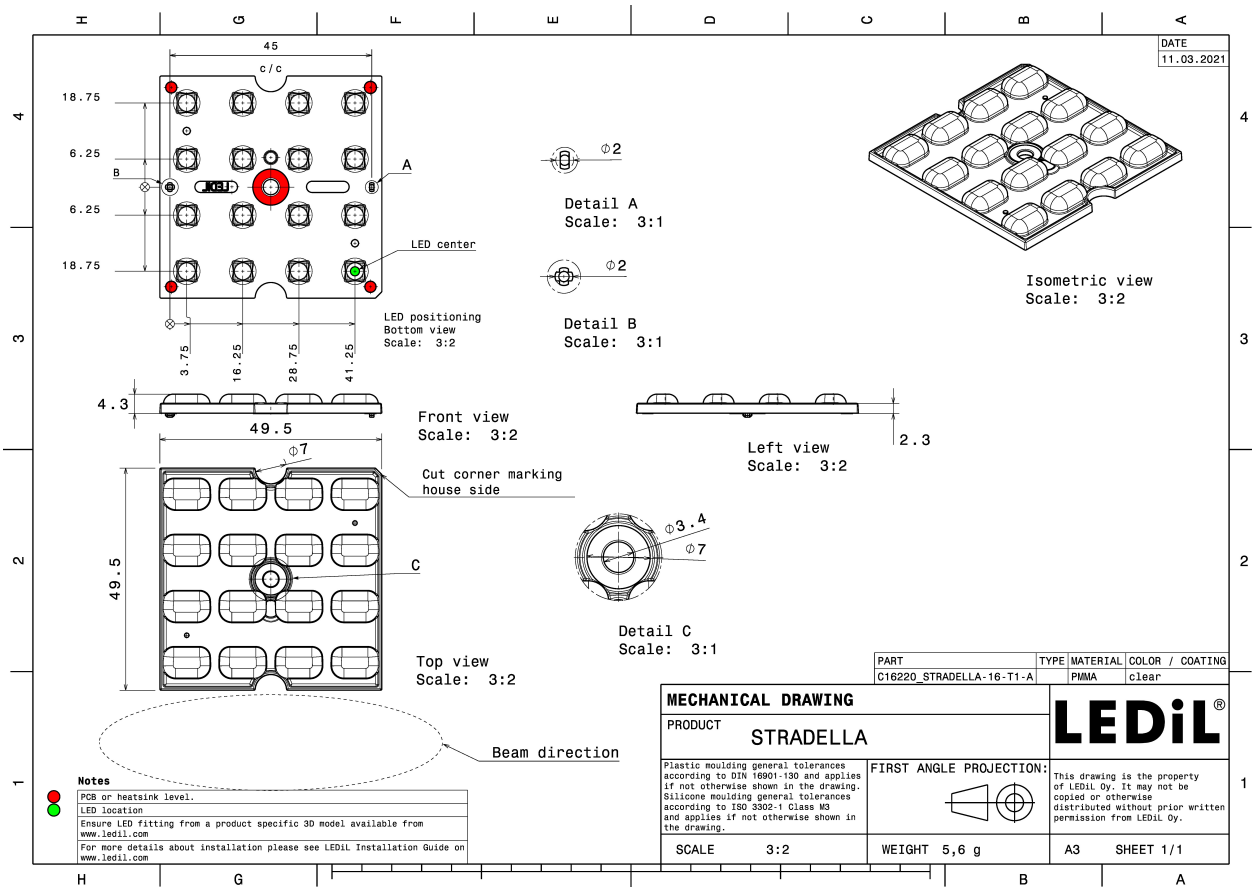 H G F E D C B A
DATE
11.03.2021
45
c/c
18.75
6.25
B
A
6.25
18.75
LED center
3.75
16.25
28.75
41.25
LED positioning
Bottom view
Scale: 3:2
Φ2
Detail A
Scale: 3:1
Φ2
Detail B
Scale: 3:1
Isometric view
Scale: 3:2
4
4
3
3
4.3
Front view
Scale: 3:2
49.5
2.3
Left view
Scale: 3:2
Φ7
Cut corner marking
house side
49.5
C
Φ3.4
Φ7
Detail C
Scale: 3:1
2
2
Top view
Scale: 3:2
Beam direction
1
1
Notes
PCB or heatsink level.
LED location
Ensure LED fitting from a product specific 3D model available from
www.ledil.com
For more details about installation please see LEDiL Installation Guide on
www.ledil.com
PART TYPE MATERIAL COLOR / COATING
C16220_STRADELLA-16-T1-A PMMA clear
MECHANICAL DRAWING
PRODUCT
STRADELLA
LEDiL®
Plastic moulding general tolerances
according to DIN 16901-130 and applies
if not otherwise shown in the drawing.
Silicone moulding general tolerances
according to ISO 3302-1 Class M3
and applies if not otherwise shown in
the drawing.
FIRST ANGLE PROJECTION:
This drawing is the property
of LEDiL Oy. It may not be
copied or otherwise
distributed without prior written
permission from LEDiL Oy.
SCALE 3:2
WEIGHT 5,6 g
A3 SHEET 1/1
H G B A